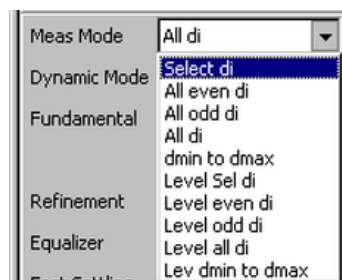 Meas Mode All di
Dynamic Mode Select di
All even di
Fundamental All odd di
All di
dmin to dmax
Level Sel di
Refinement Level even di
Level odd di
Equalizer Level all di
Lev dmin to dmax